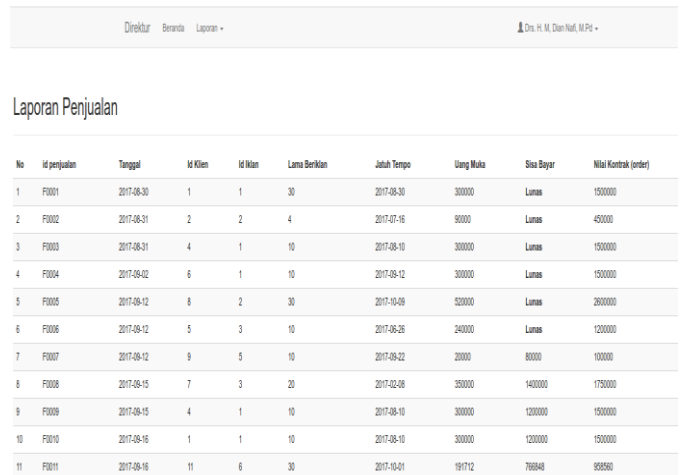 Direktur Beranda Laporan Drs. H. M, Dian Nafi, M.Pd
Laporan Penjualan
No id penjualan Tanggal Id Klien Id Iklan Lama Beriklan Jatuh Tempo Uang Muka Sisa Bayar Nilai Kontrak (order)
1 F0001 2017-08-30 1 1 30 2017-08-30 300000 Lunas 1500000
2 F0002 2017-08-31 2 2 4 2017-07-16 90000 Lunas 450000
3 F0003 2017-08-31 4 1 10 2017-08-10 300000 Lunas 1500000
4 F0004 2017-09-02 6 1 10 2017-09-12 300000 Lunas 1500000
5 F0005 2017-09-12 8 2 30 2017-10-09 520000 Lunas 2600000
6 F0006 2017-09-12 5 3 10 2017-06-26 240000 Lunas 1200000
7 F0007 2017-09-12 9 5 10 2017-09-22 20000 80000 100000
8 F0008 2017-09-15 7 3 20 2017-02-08 350000 1400000 1750000
9 F0009 2017-09-15 4 1 10 2017-08-10 300000 1200000 1500000
10 F0010 2017-09-16 1 1 10 2017-08-10 300000 1200000 1500000
11 F0011 2017-09-16 11 6 30 2017-10-01 191712 766848 958560